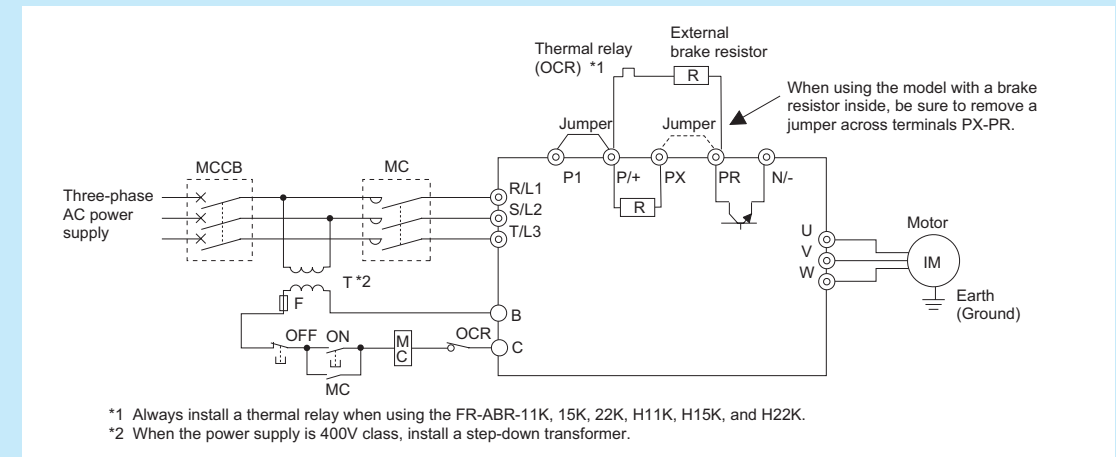 External
brake resistor
Thermal relay
(OCR) *1
R
When using the model with a brake
resistor inside, be sure to remove a
jumper across terminals PX-PR.
Jumper
Jumper
MCCB
MC
P1
P/+
PX
PR
N/-
Three-phase
AC power
supply
R/L1
S/L2
T/L3
R
U
V
W
Motor
IM
Earth
(Ground)
T *2
F
B
OFF
ON
MC
OCR
C
MC
*1 Always install a thermal relay when using the FR-ABR-11K, 15K, 22K, H11K, H15K, and H22K.
*2 When the power supply is 400V class, install a step-down transformer.